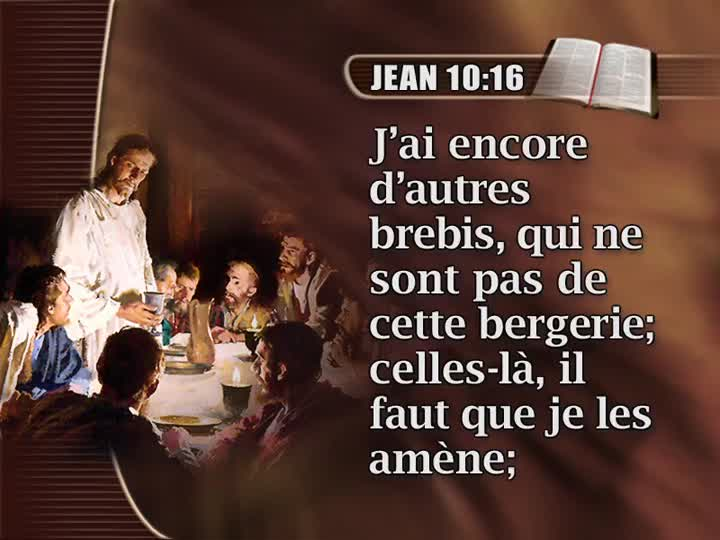 JEAN 10:16
J’ai encore
d’autres
brebis, qui ne
sont pas de
cette bergerie;
celles-là, il
faut que je les
amène;